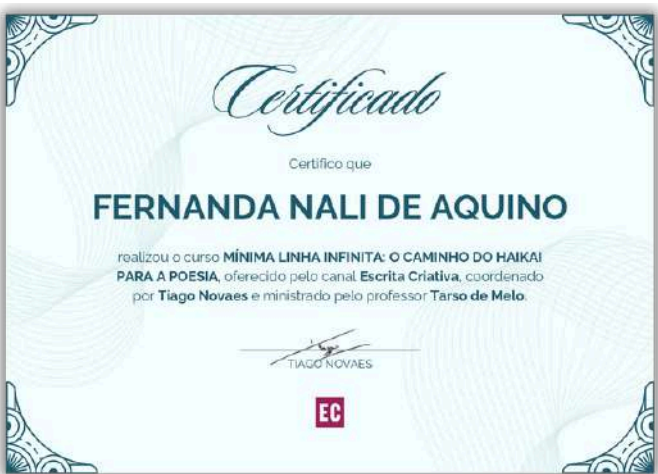 Certificado
Certifico que
FERNANDA NALI DE AQUINO
realizou o curso MÍNIMA LINHA INFINITA: O CAMINHO DO HAIKAI
PARA A POESIA, oferecido pelo canal Escrita Criativa, coordenado
por Tiago Novaes e ministrado pelo professor Tarso de Melo.
TIAGO NOVAES
EC